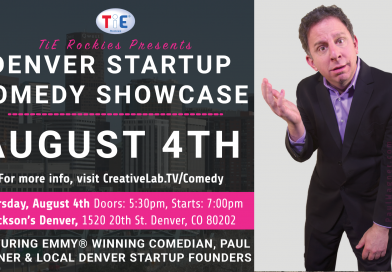 TiE
TiE Rockies Presents
DENVER STARTUP
OMEDY SHOWCASE
AUGUST 4TH
For more info, visit CreativeLab.TV/Comedy
rsday, August 4th Doors: 5:30pm, Starts: 7:00pm
ckson's Denver, 1520 20th St. Denver, CO 80202
TURING EMMY® WINNING COMEDIAN, PAUL
NER & LOCAL DENVER STARTUP FOUNDERS